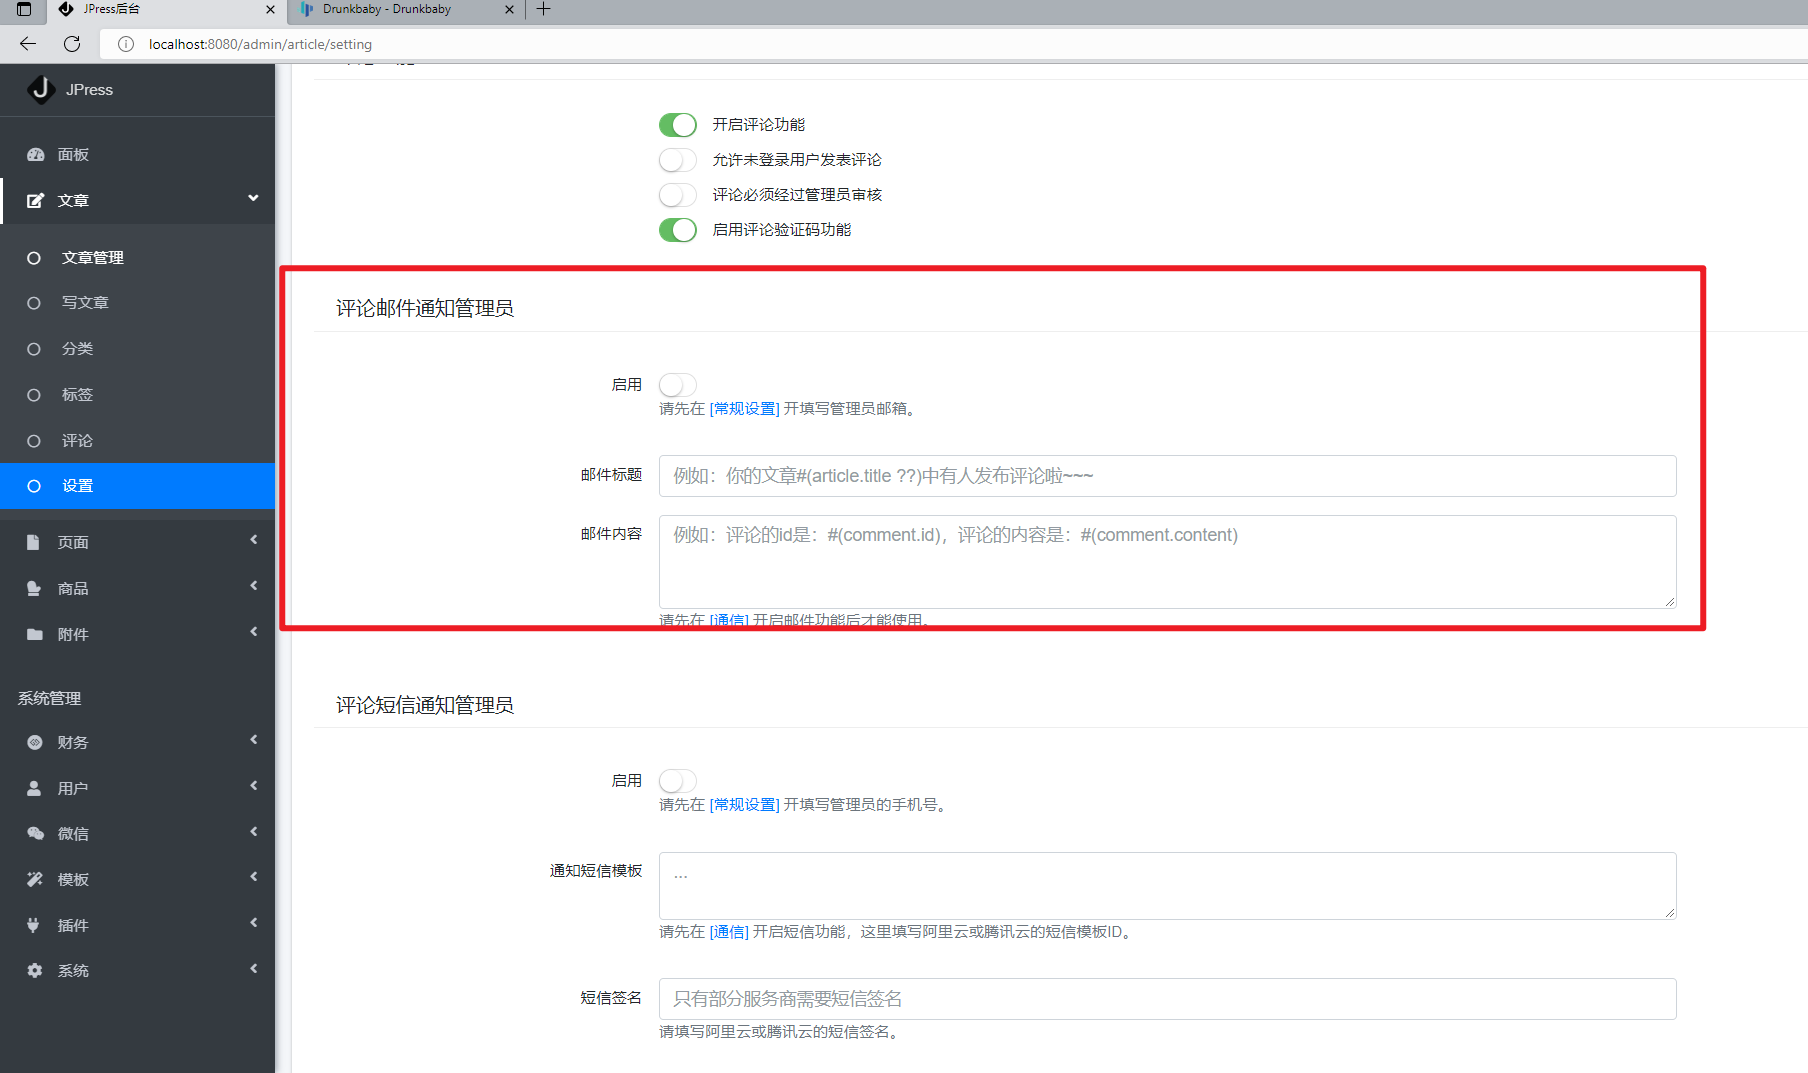 JPress后台
Drunkbaby - Drunkbaby
localhost:8080/admin/article/setting
JPress
面板
文章
文章管理
写文章
分类
标签
评论
设置
页面
商品
附件
系统管理
财务
用户
微信
模板
插件
系统
开启评论功能
允许未登录用户发表评论
评论必须经过管理员审核
启用评论验证码功能
评论邮件通知管理员
启用
请先在 [常规设置] 开填写管理员邮箱。
邮件标题
例如：你的文章#(article.title ??)中有人发布评论啦~~~
邮件内容
例如：评论的id是：#(comment.id)，评论的内容是：#(comment.content)
请先在 [通信] 开启邮件功能后才能使用。
评论短信通知管理员
启用
请先在 [常规设置] 开填写管理员的手机号。
通知短信模板
...
请先在 [通信] 开启短信功能，这里填写阿里云或腾讯云的短信模板ID。
短信签名
只有部分服务商需要短信签名
请填写阿里云或腾讯云的短信签名。